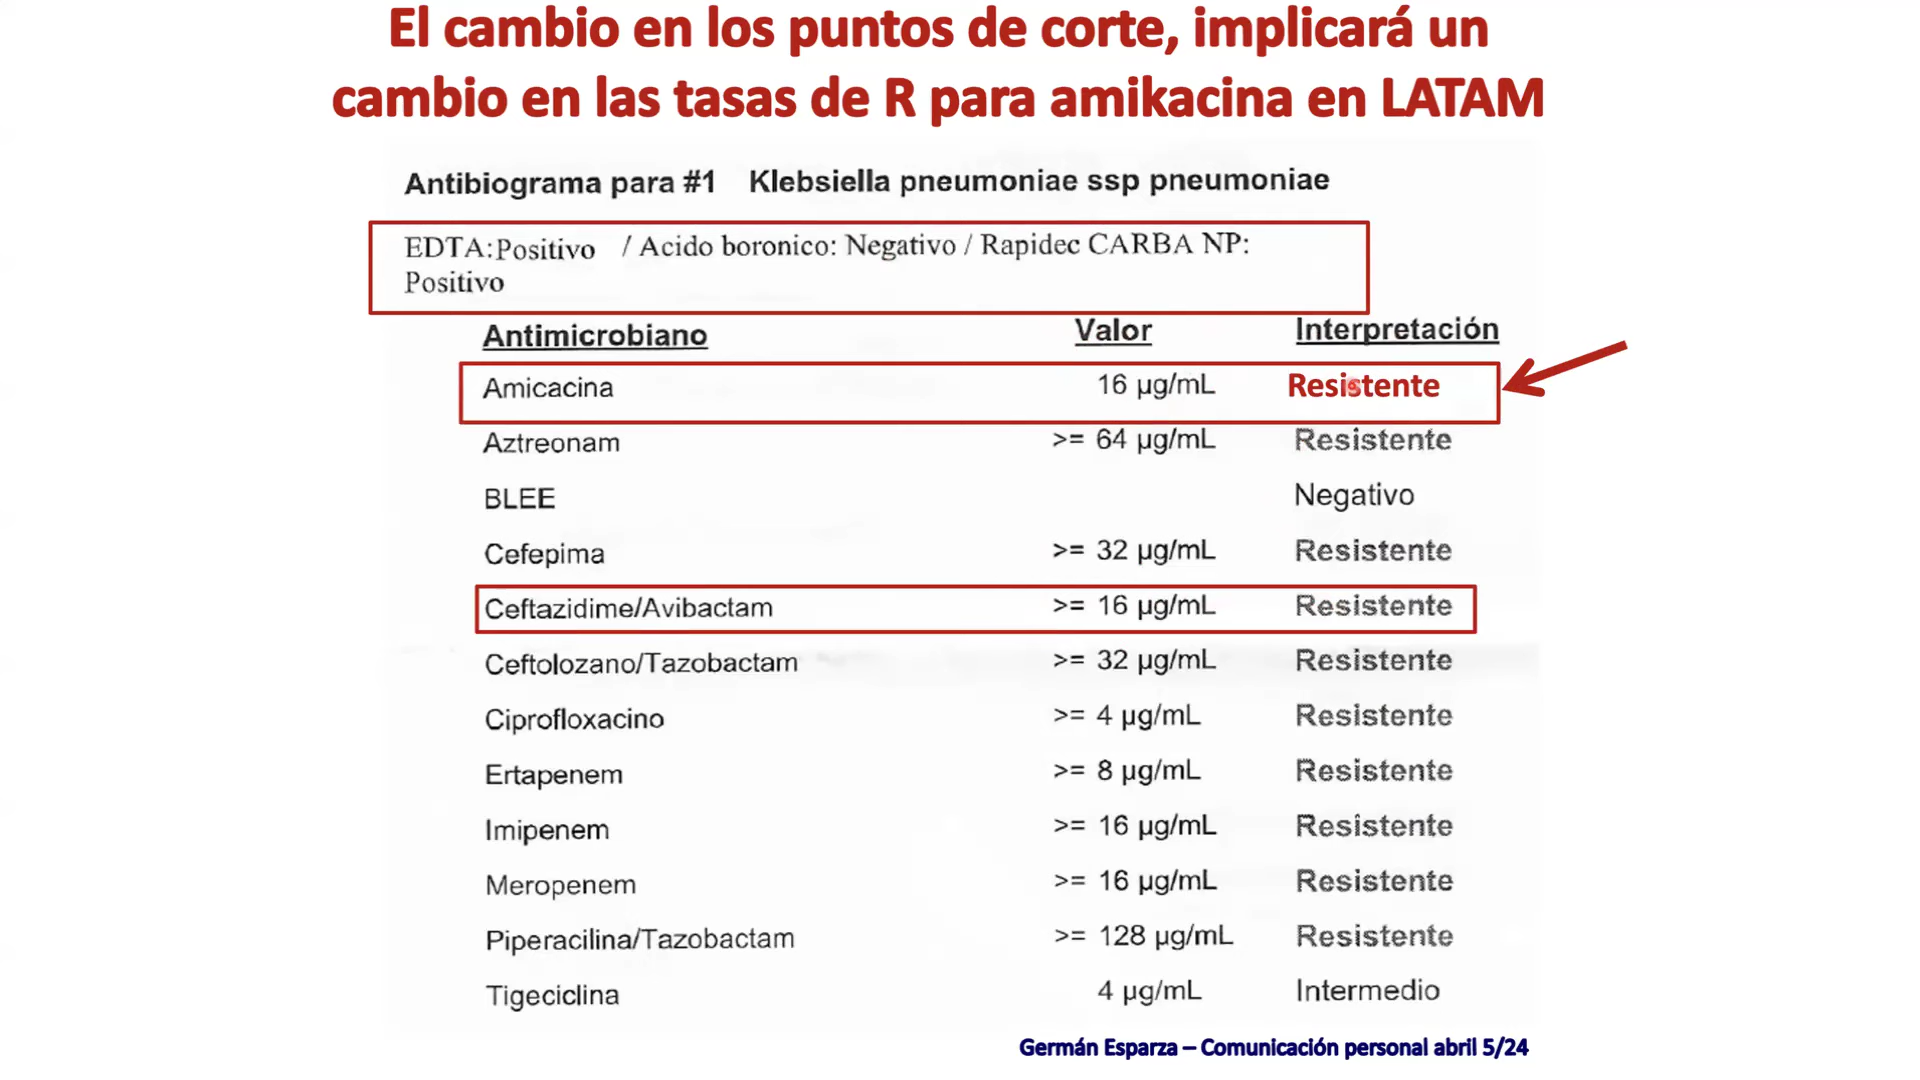 El cambio en los puntos de corte, implicará un
cambio en las tasas de R para amikacina en LATAM
Antibiograma para #1 Klebsiella pneumoniae ssp pneumoniae
EDTA:Positivo / Acido boronico: Negativo / Rapidec CARBA NP:
Positivo
Antimicrobiano Valor Interpretación
Amicacina 16 µg/mL Resistente
Aztreonam >= 64 µg/mL Resistente
BLEE Negativo
Cefepima >= 32 µg/mL Resistente
Ceftazidime/Avibactam >= 16 µg/mL Resistente
Ceftolozano/Tazobactam >= 32 µg/mL Resistente
Ciprofloxacino >= 4 µg/mL Resistente
Ertapenem >= 8 µg/mL Resistente
Imipenem >= 16 µg/mL Resistente
Meropenem >= 16 µg/mL Resistente
Piperacilina/Tazobactam >= 128 µg/mL Resistente
Tigeciclina 4 µg/mL Intermedio
Germán Esparza – Comunicación personal abril 5/24